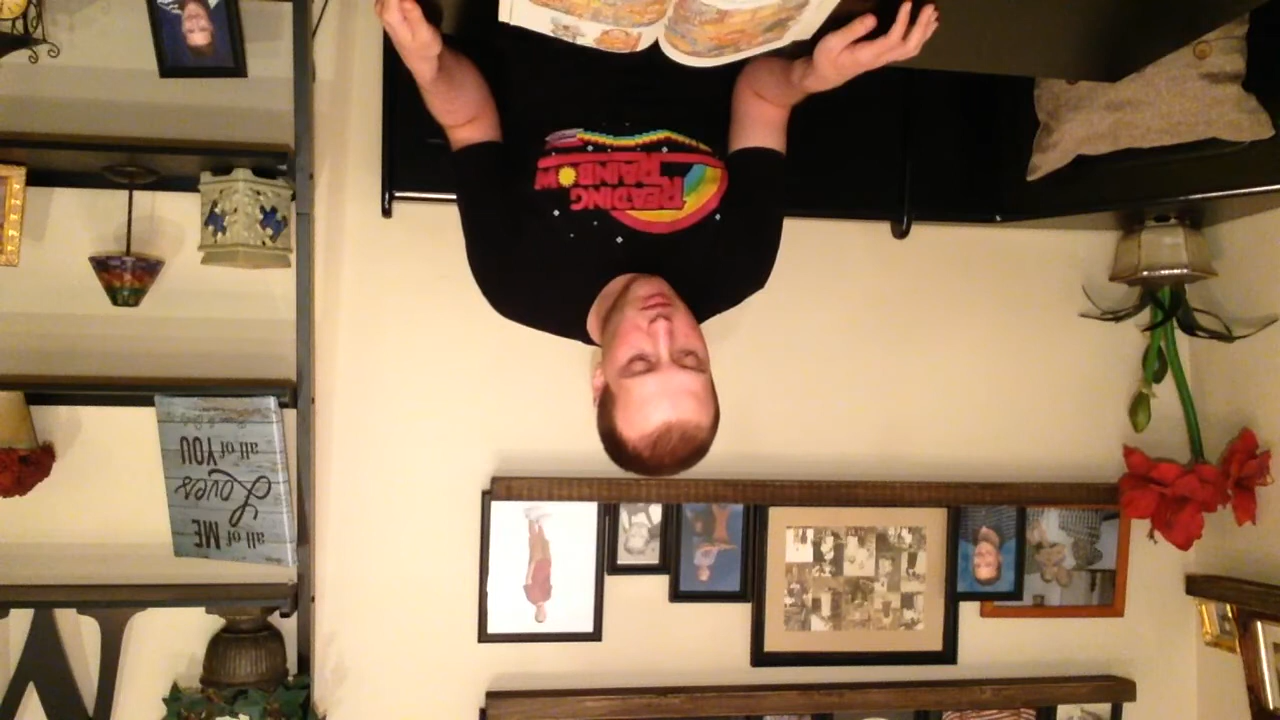 READING
RAINBOW
all of ME
Loves
all of YOU
W